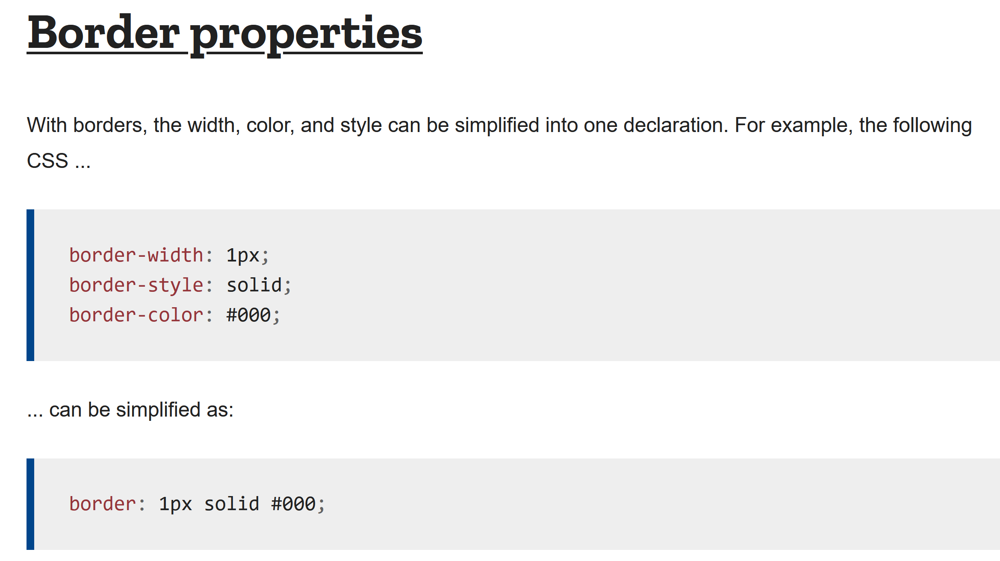 Border properties
With borders, the width, color, and style can be simplified into one declaration. For example, the following
CSS ...
border-width: 1px;
border-style: solid;
border-color: #000;
... can be simplified as:
border: 1px solid #000;